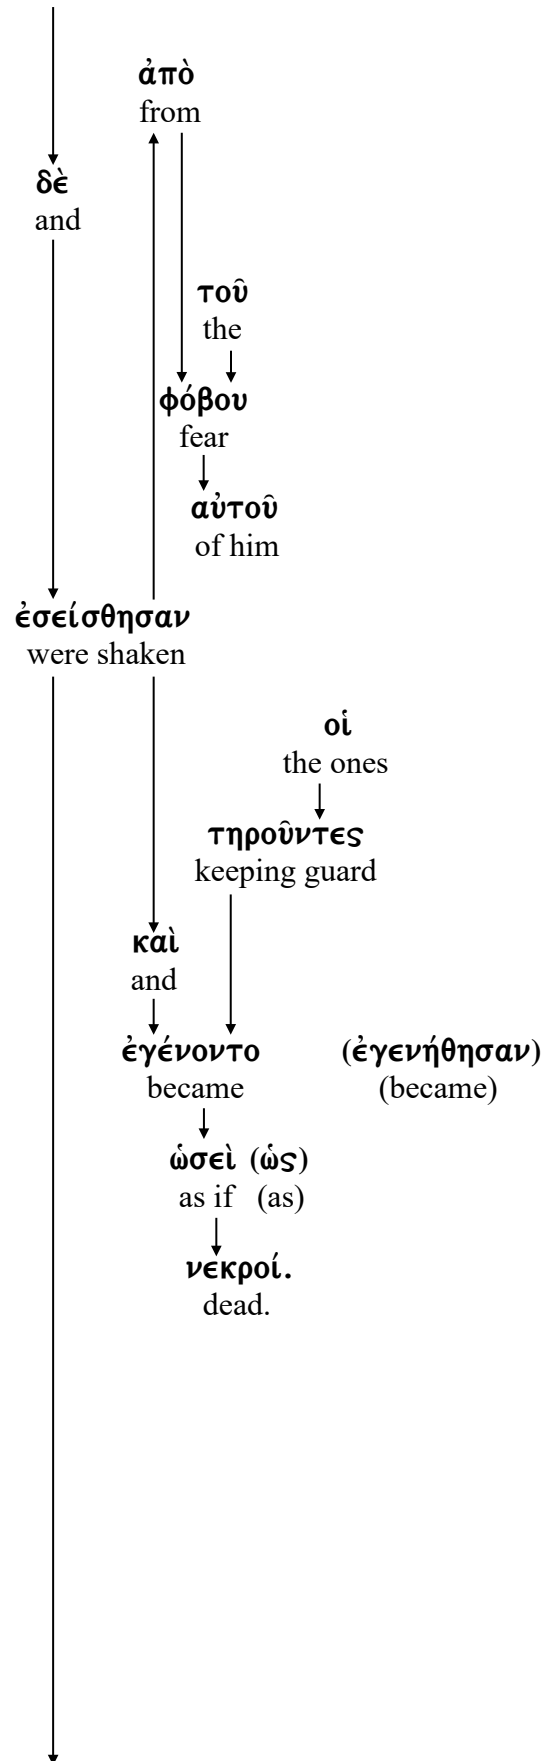 ἀπὸ
from
δὲ
and
τοῦ
the
φόβου
fear
αὐτοῦ
of him
ἐσείσθησαν
were shaken
οἱ
the ones
τηροῦντες
keeping guard
καὶ
and
ἐγένοντο (ἐγενήθησαν)
became (became)
ὡσεὶ (ὡς)
as if (as)
νεκροί.
dead.